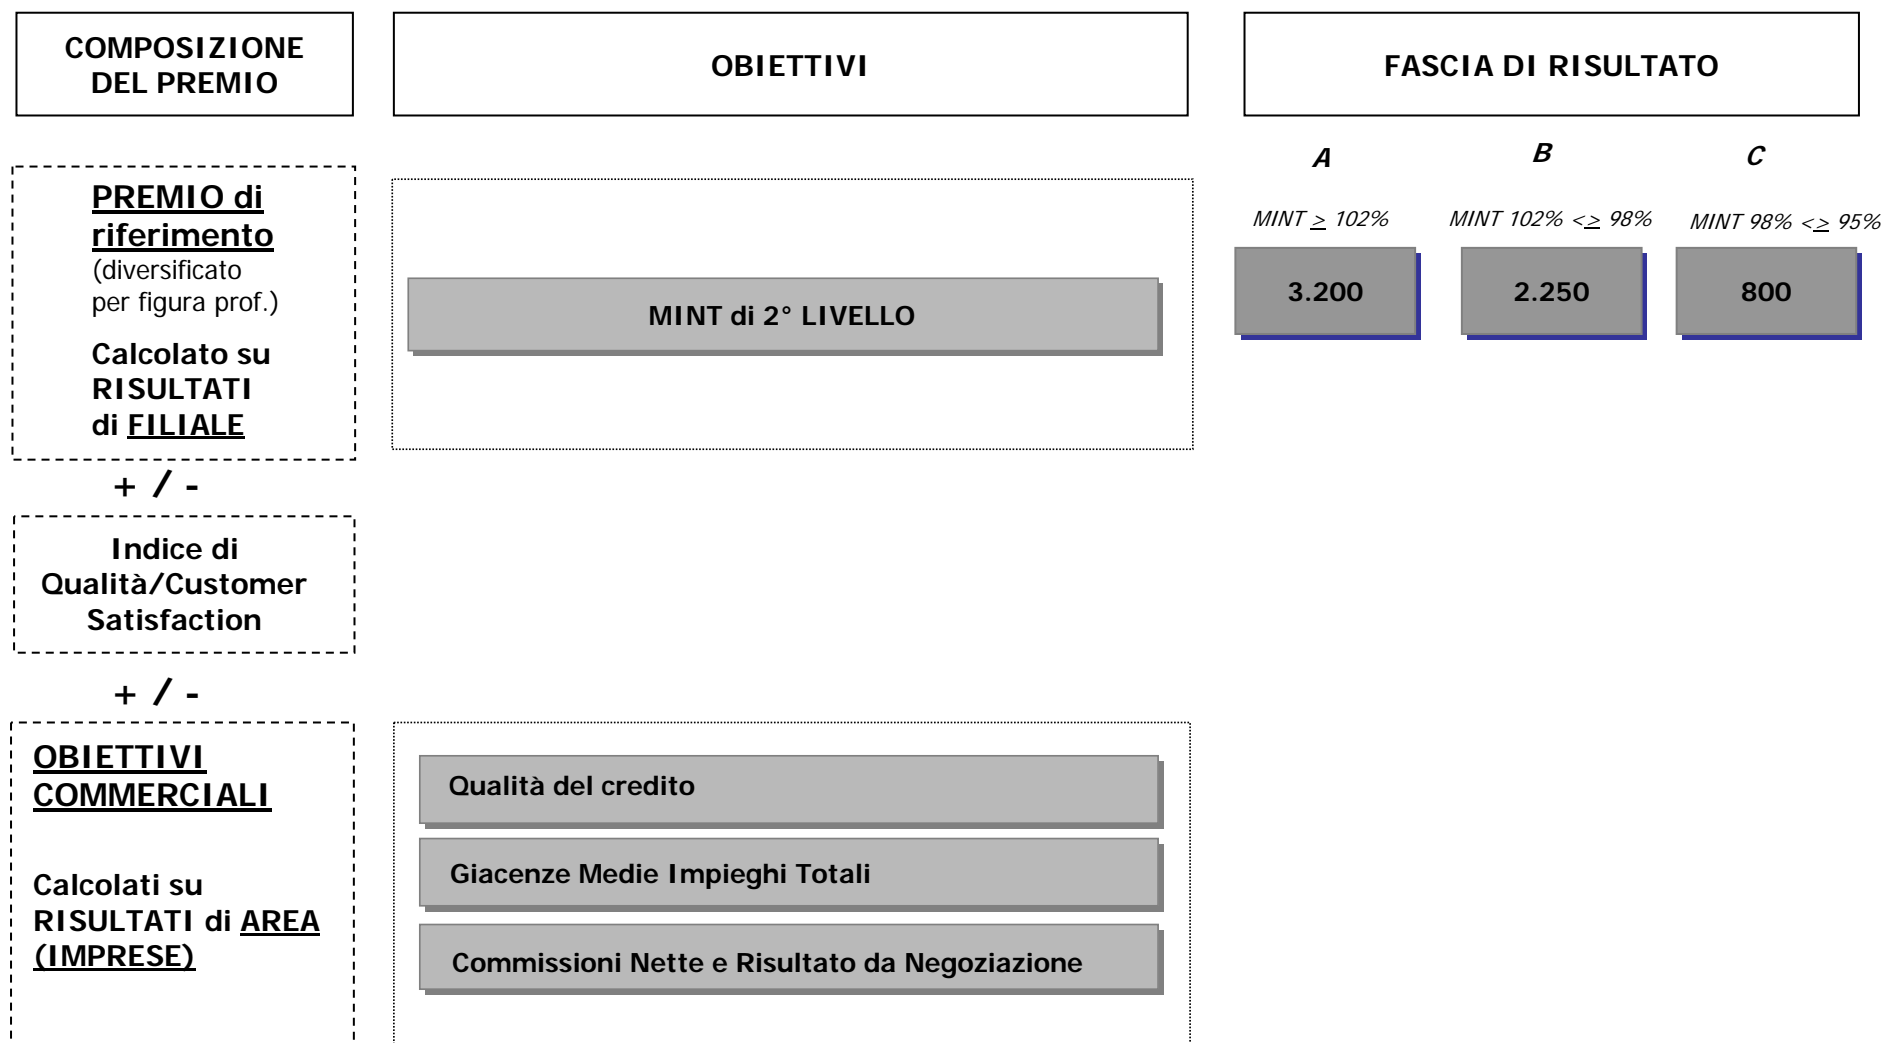 COMPOSIZIONE
DEL PREMIO
OBIETTIVI
FASCIA DI RISULTATO
A
B
C
PREMIO di
riferimento
(diversificato
per figura prof.)
Calcolato su
RISULTATI
di FILIALE
MINT di 2° LIVELLO
MINT ≥ 102%
MINT 102% <≥ 98%
MINT 98% <≥ 95%
3.200
2.250
800
+ / -
Indice di
Qualità/Customer
Satisfaction
+ / -
OBIETTIVI
COMMERCIALI
Calcolati su
RISULTATI di AREA
(IMPRESE)
Qualità del credito
Giacenze Medie Impieghi Totali
Commissioni Nette e Risultato da Negoziazione